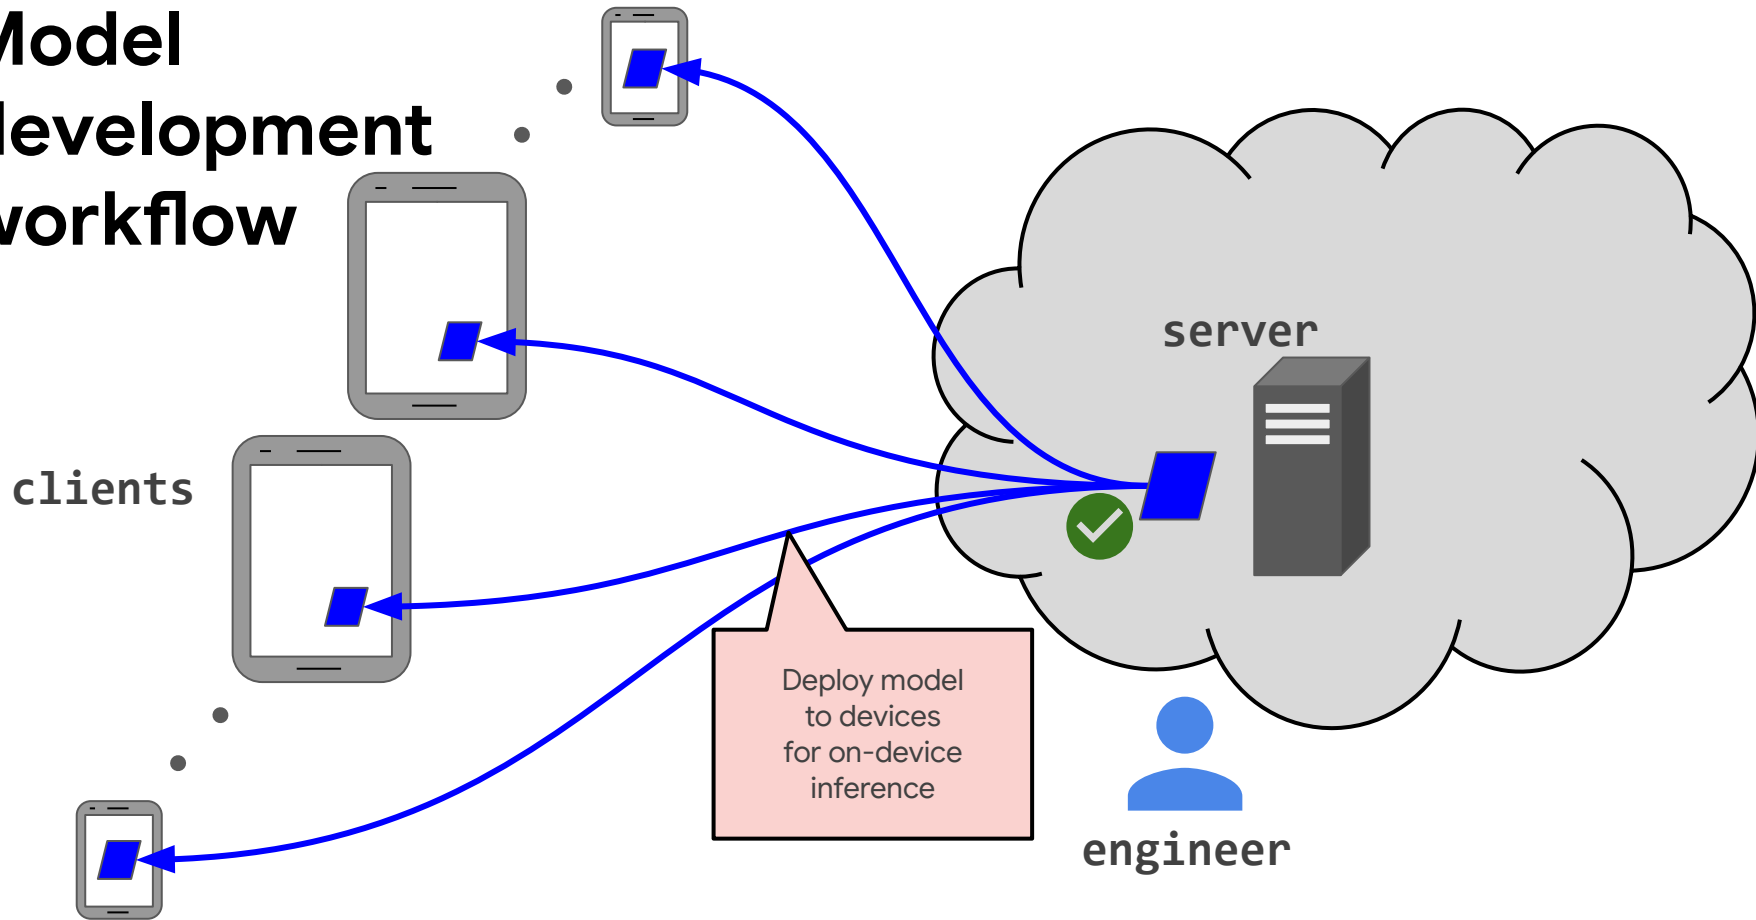 Model
development
workflow
server
clients
Deploy model
to devices
for on-device
inference
engineer